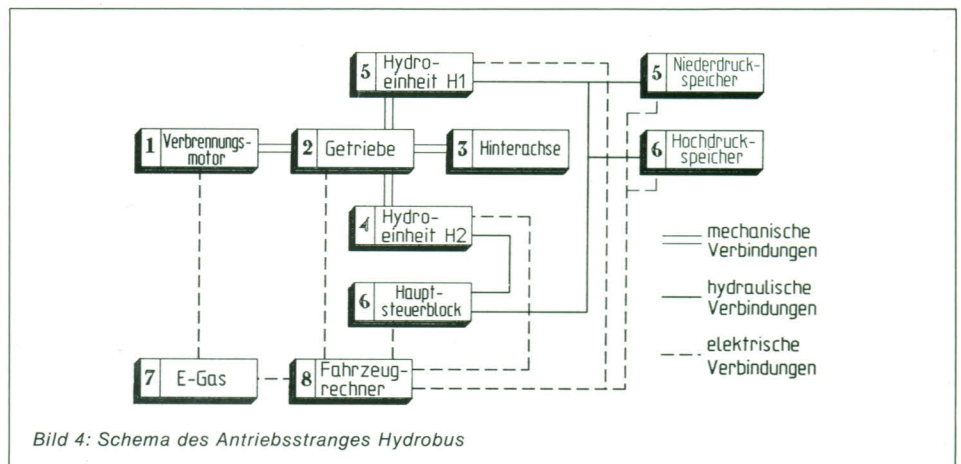 5 Hydro-
einheit H1
5 Niederdruck-
speicher
1 Verbrennungs-
motor
2 Getriebe
3 Hinterachse
6 Hochdruck-
speicher
4 Hydro-
einheit H2
6 Haupt-
steuerblock
7 E-Gas
8 Fahrzeug-
rechner
mechanische
Verbindungen
hydraulische
Verbindungen
elektrische
Verbindungen
Bild 4: Schema des Antriebsstranges Hydrobus